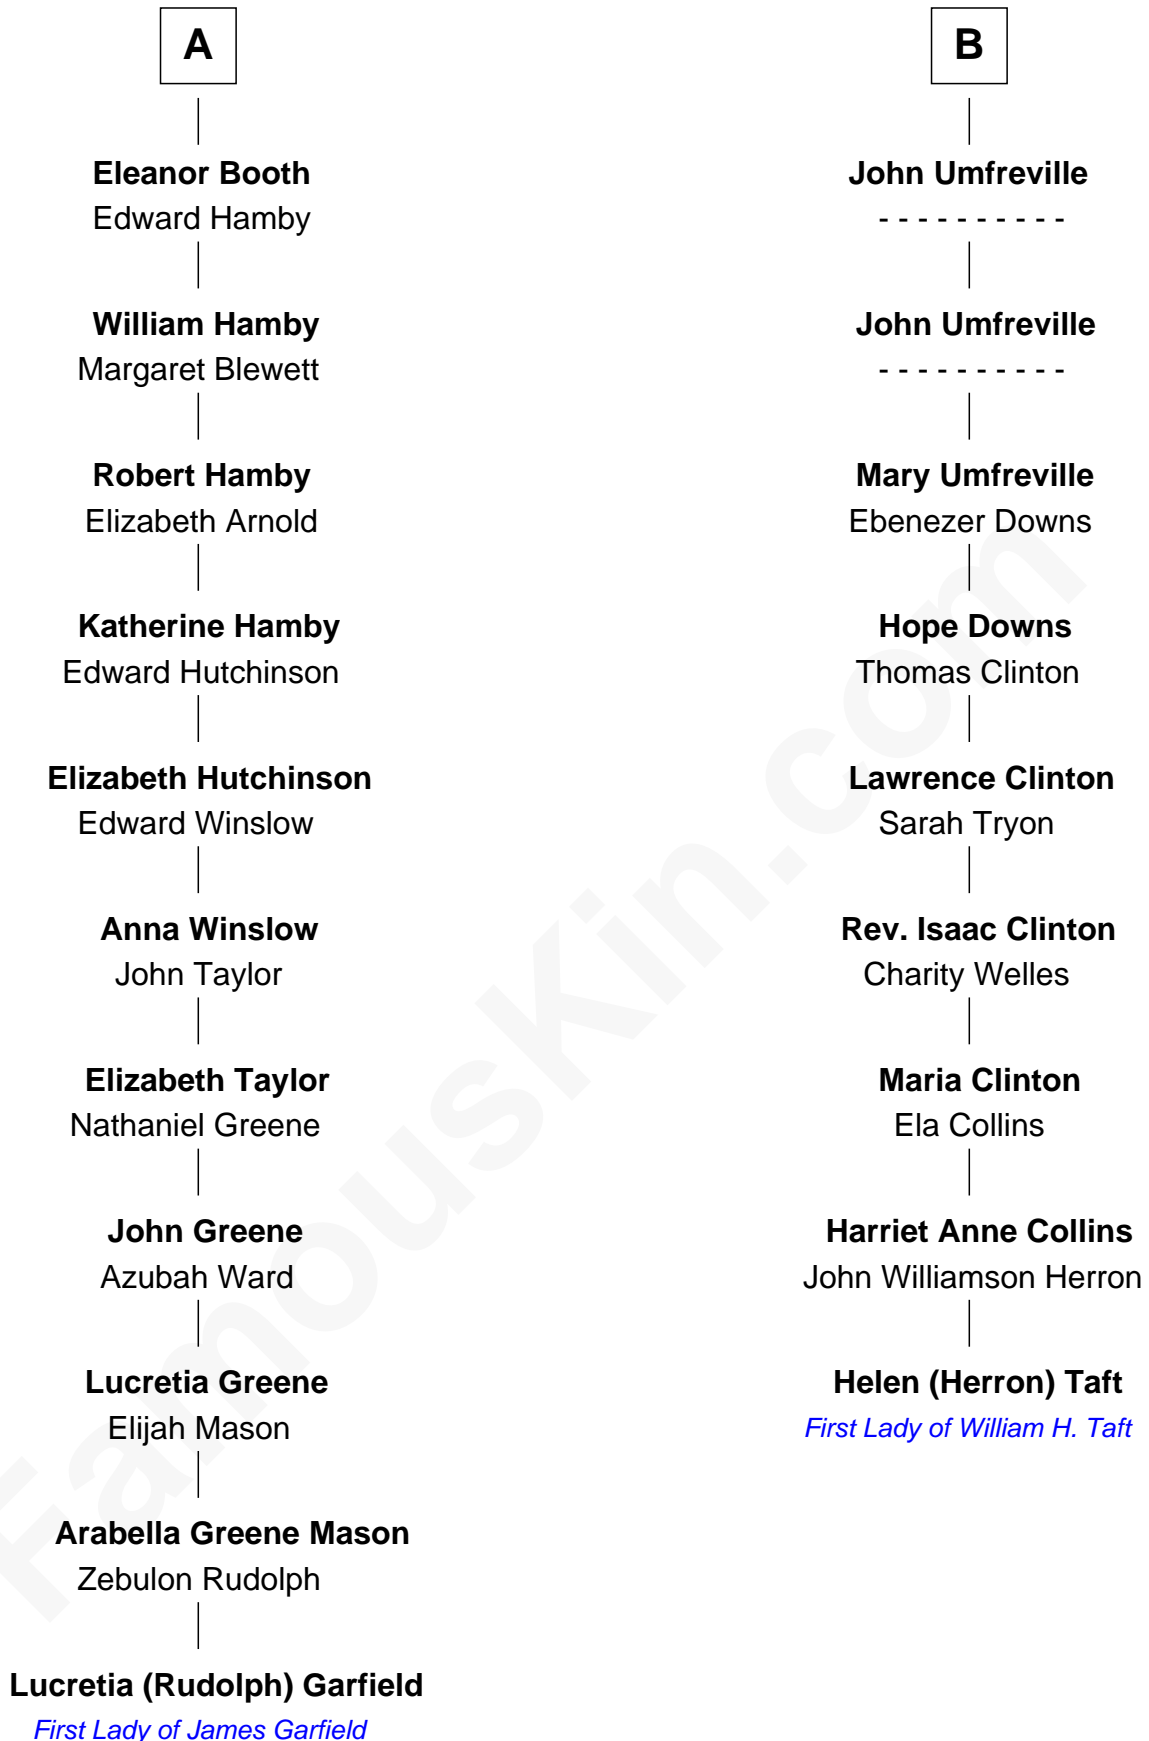 A
Eleanor Booth
Edward Hamby
William Hamby
Margaret Blewett
Robert Hamby
Elizabeth Arnold
Katherine Hamby
Edward Hutchinson
Elizabeth Hutchinson
Edward Winslow
Anna Winslow
John Taylor
Elizabeth Taylor
Nathaniel Greene
John Greene
Azubah Ward
Lucretia Greene
Elijah Mason
Arabella Greene Mason
Zebulon Rudolph
Lucretia (Rudolph) Garfield
First Lady of James Garfield
B
John Umfreville
- - - - - - - - - -
John Umfreville
- - - - - - - - - -
Mary Umfreville
Ebenezer Downs
Hope Downs
Thomas Clinton
Lawrence Clinton
Sarah Tryon
Rev. Isaac Clinton
Charity Welles
Maria Clinton
Ela Collins
Harriet Anne Collins
John Williamson Herron
Helen (Herron) Taft
First Lady of William H. Taft
FamousKin.com